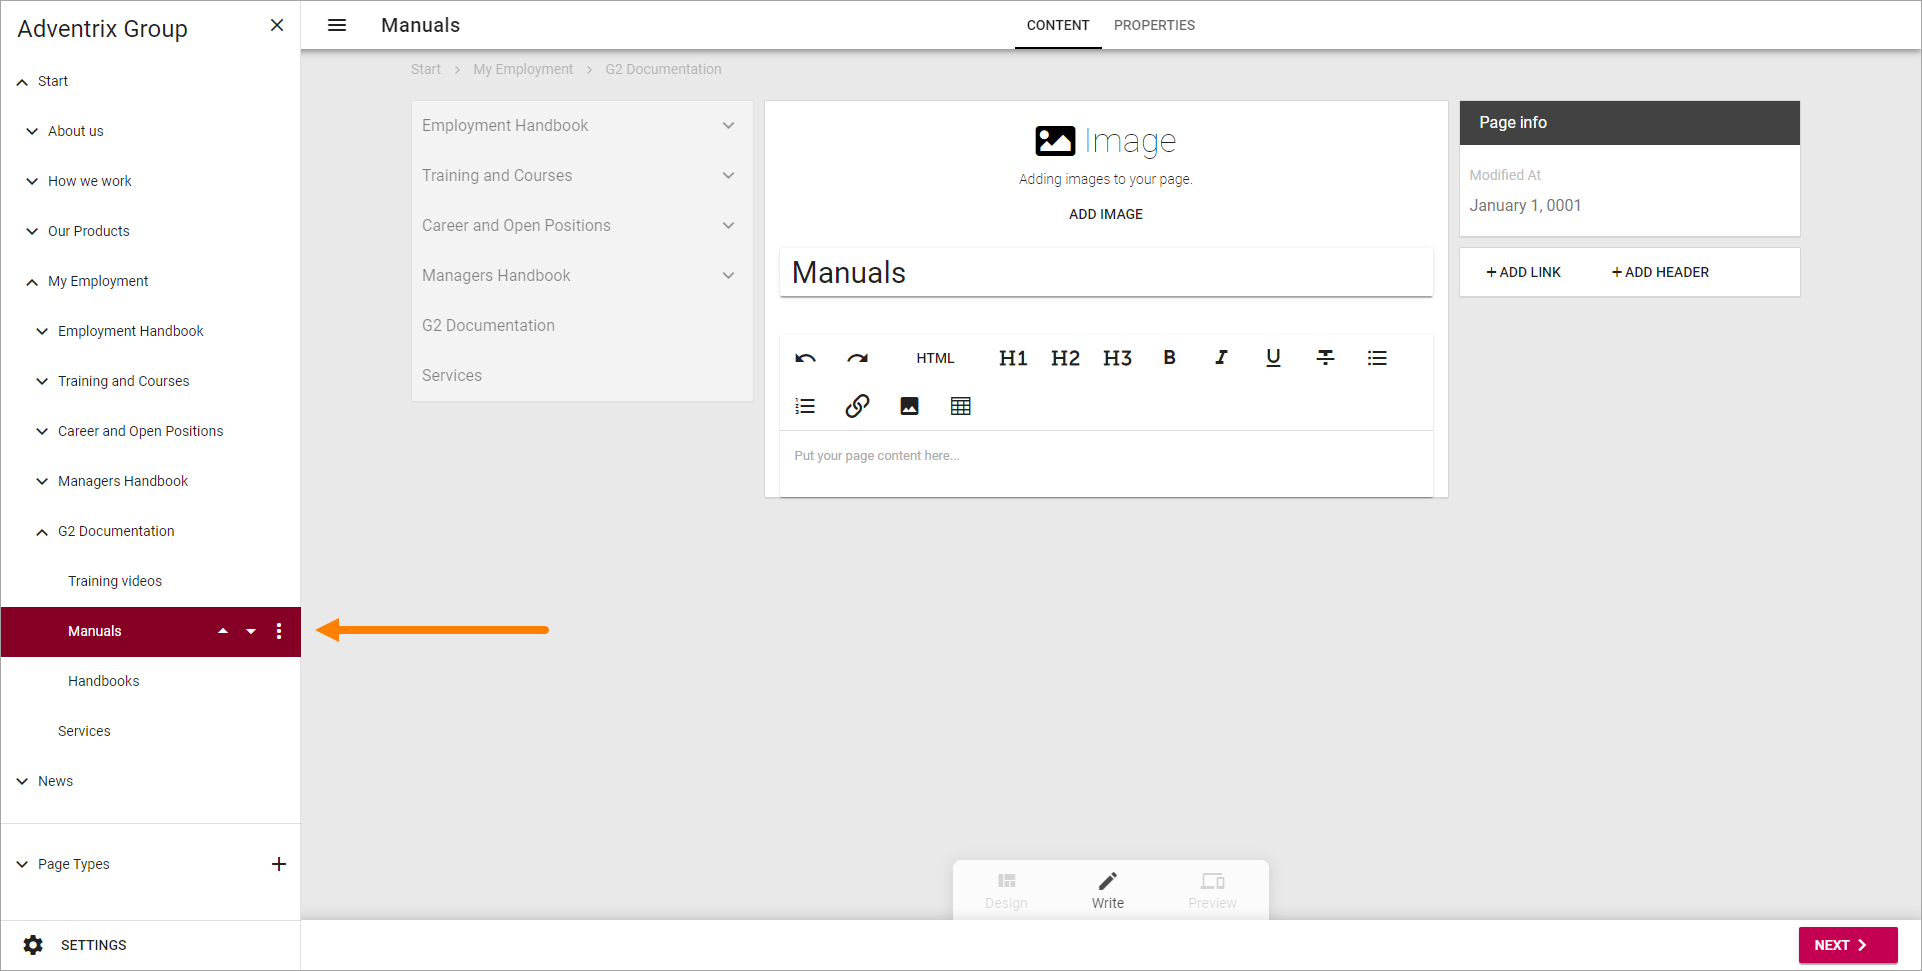 Adventrix Group
Start
About us
How we work
Our Products
My Employment
Employment Handbook
Training and Courses
Career and Open Positions
Managers Handbook
G2 Documentation
Training videos
Manuals
Handbooks
Services
News
Page Types
SETTINGS
Manuals
CONTENT PROPERTIES
Start > My Employment > G2 Documentation
Employment Handbook
Training and Courses
Career and Open Positions
Managers Handbook
G2 Documentation
Services
Image
Adding images to your page.
ADD IMAGE
Manuals
HTML H1 H2 H3 B I U T
Put your page content here...
Page info
Modified At
January 1, 0001
+ ADD LINK + ADD HEADER
Design Write Preview
NEXT